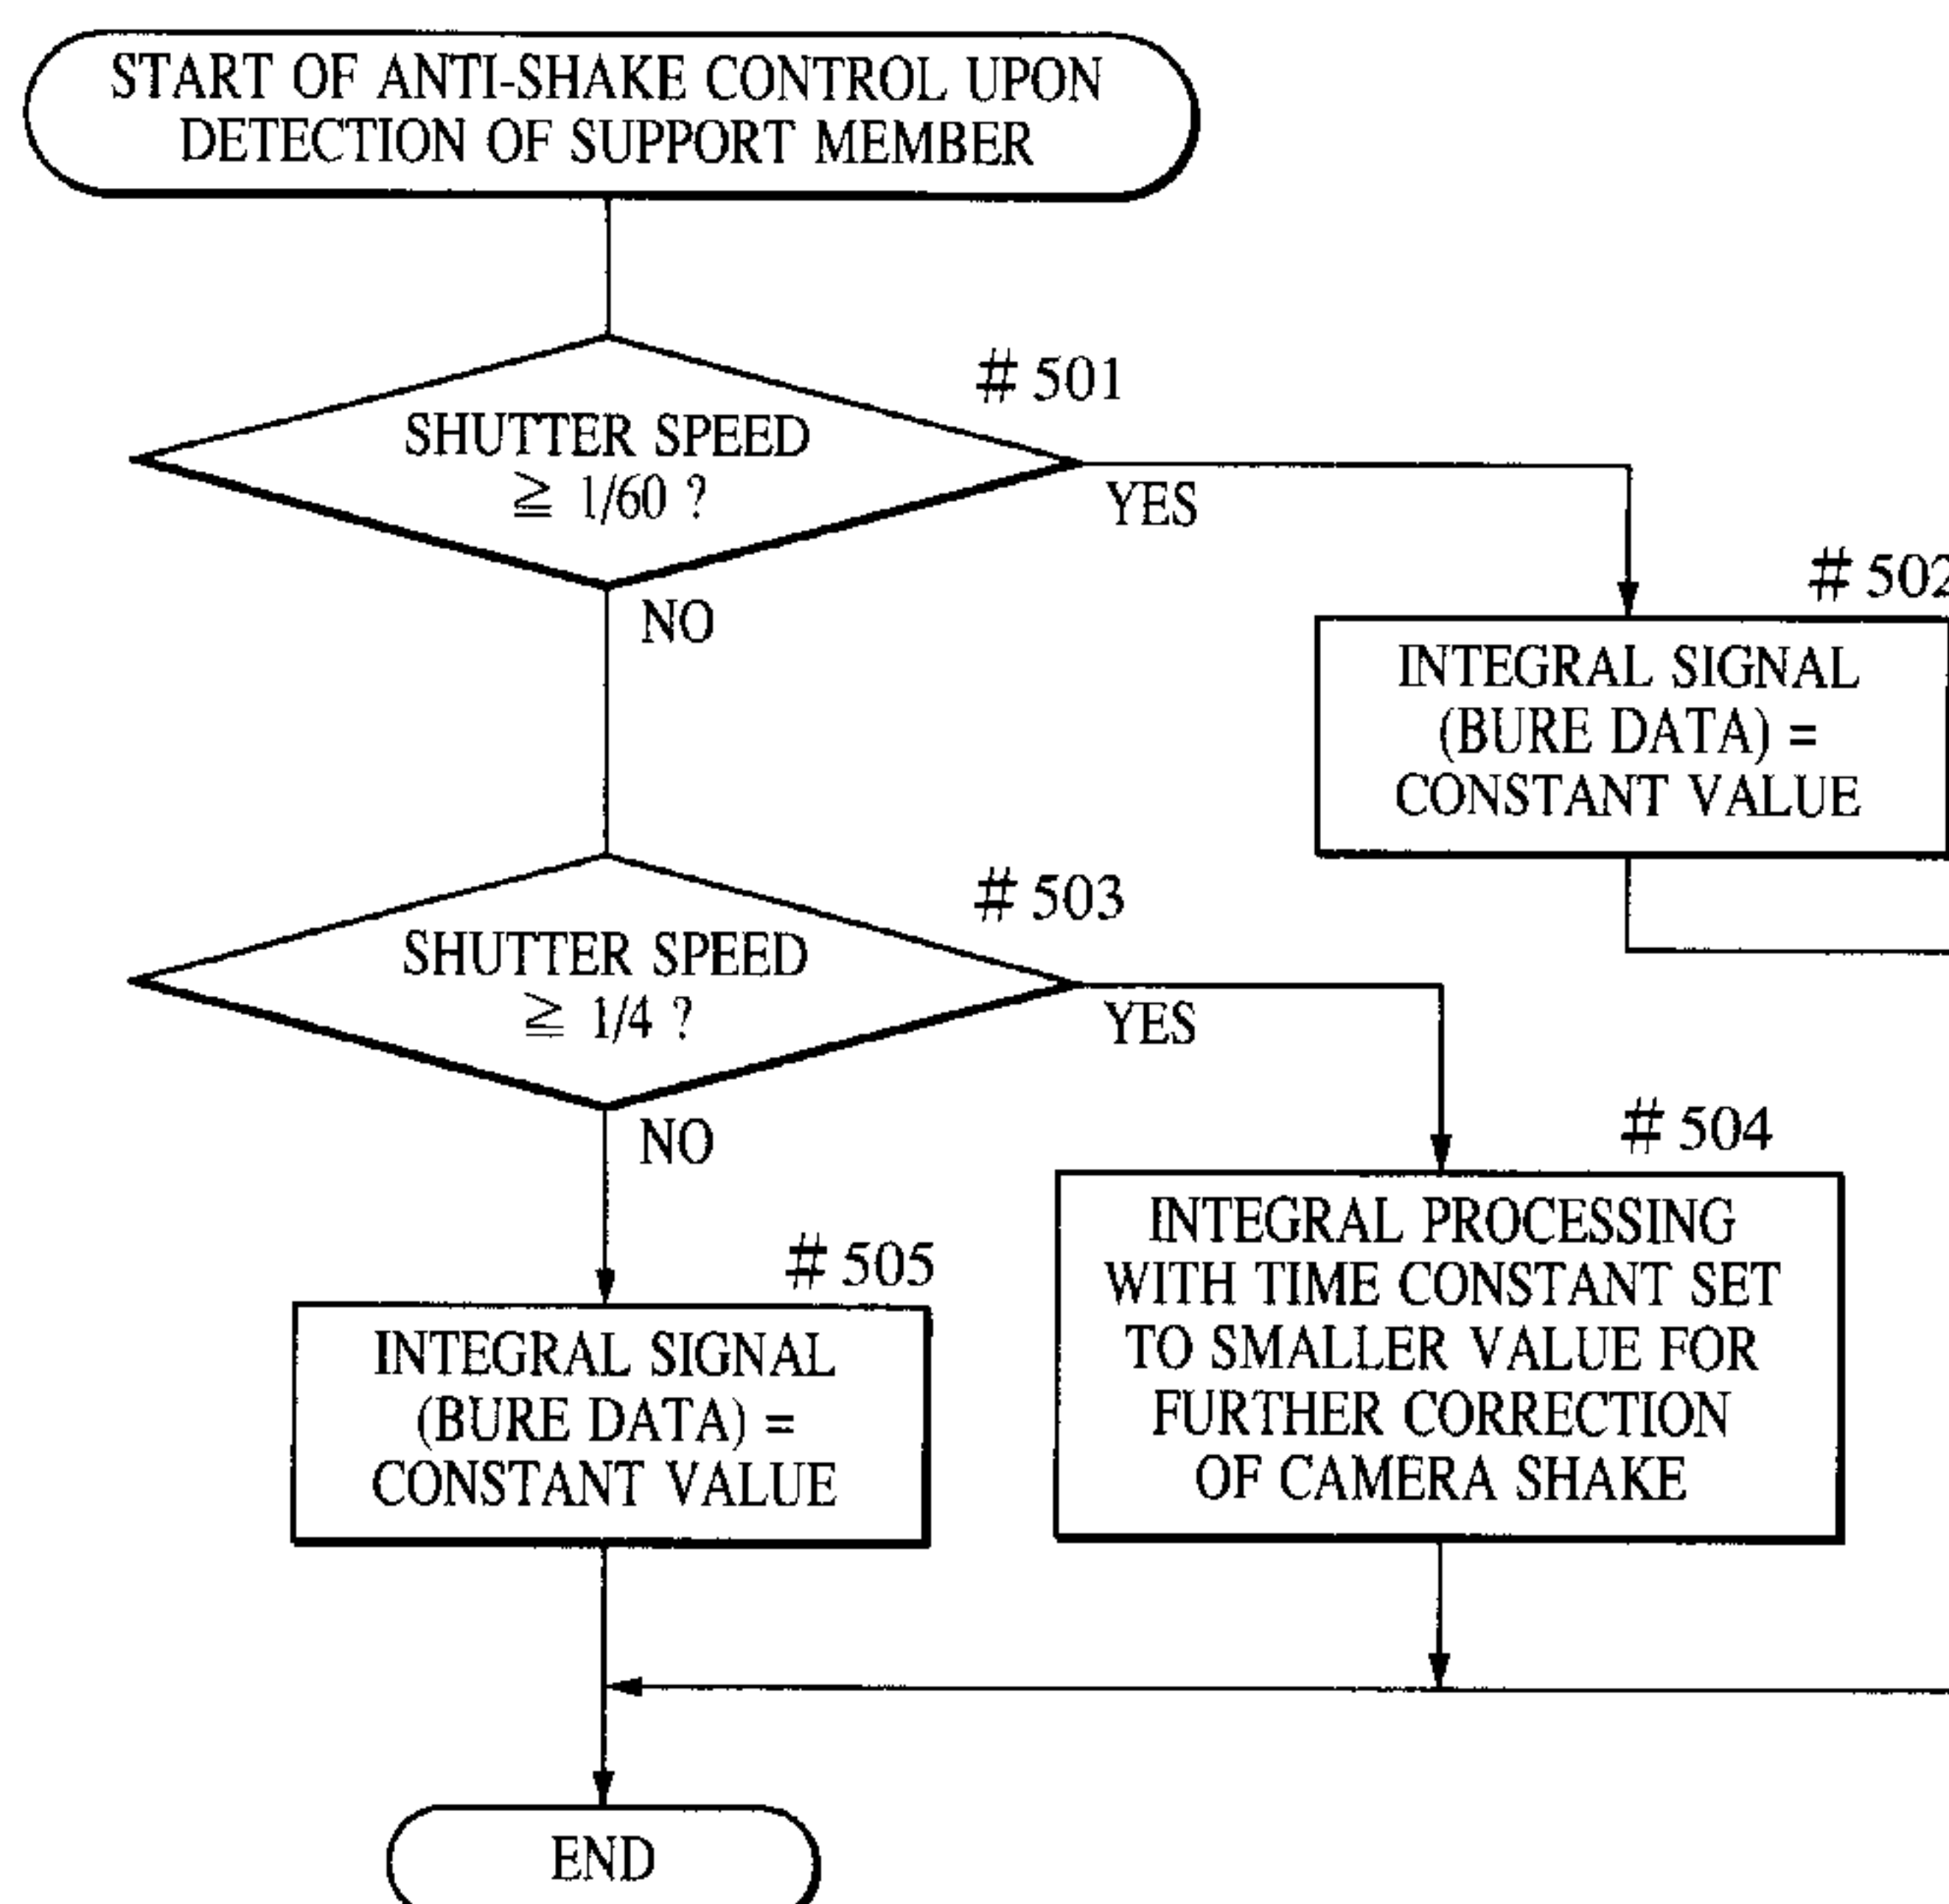 START OF ANTI-SHAKE CONTROL UPON
DETECTION OF SUPPORT MEMBER
# 501
SHUTTER SPEED
≧ 1/60 ?
YES
NO
# 502
INTEGRAL SIGNAL
(BURE DATA) =
CONSTANT VALUE
# 503
SHUTTER SPEED
≧ 1/4 ?
YES
NO
# 504
INTEGRAL PROCESSING
WITH TIME CONSTANT SET
TO SMALLER VALUE FOR
FURTHER CORRECTION
OF CAMERA SHAKE
# 505
INTEGRAL SIGNAL
(BURE DATA) =
CONSTANT VALUE
END